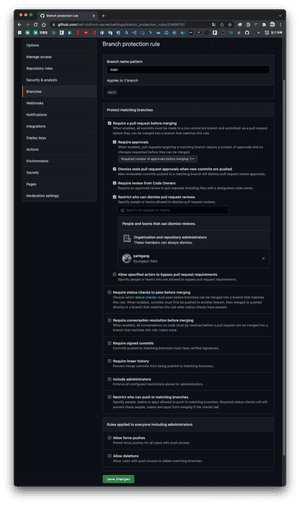 Branch protection rule
Options
Manage access
Repository roles
Security & analysis
Branches
Webhooks
Notifications
Integrations
Deploy keys
Actions
Environments
Secrets
Pages
Moderation settings
Branch name pattern
main
Applies to 1 branch
main
Protect matching branches
Require a pull request before merging
When enabled, all commits must be made to a non-protected branch and submitted via a pull request
before they can be merged into a branch that matches this rule.
Require approvals
When enabled, pull requests targeting a matching branch require a number of approvals and no
changes requested before they can be merged.
Required number of approvals before merging: 1
Dismiss stale pull request approvals when new commits are pushed
New reviewable commits pushed to a matching branch will dismiss pull request review approvals.
Require review from Code Owners
Require an approved review in pull requests including files with a designated code owner.
Restrict who can dismiss pull request reviews
Specify people or teams allowed to dismiss pull request reviews.
Search for people or teams
People and teams that can dismiss reviews.
Organization and repository administrators
These members can always dismiss.
parkgang
Kyungeun Park
Allow specified actors to bypass pull request requirements
Specify people or teams who are allowed to bypass pull request requirements.
Require status checks to pass before merging
Choose which status checks must pass before branches can be merged into a branch that matches
this rule. When enabled, commits must first be pushed to another branch, then merged or pushed
directly to a branch that matches this rule after status checks have passed.
Require conversation resolution before merging
When enabled, all conversations on code must be resolved before a pull request can be merged into a
branch that matches this rule. Learn more.
Require signed commits
Commits pushed to matching branches must have verified signatures.
Require linear history
Prevent merge commits from being pushed to matching branches.
Include administrators
Enforce all configured restrictions above for administrators.
Restrict who can push to matching branches
Specify people, teams or apps allowed to push to matching branches. Required status checks will still
prevent these people, teams and apps from merging if the checks fail.
Rules applied to everyone including administrators
Allow force pushes
Permit force pushes for all users with push access.
Allow deletions
Allow users with push access to delete matching branches.
Save changes